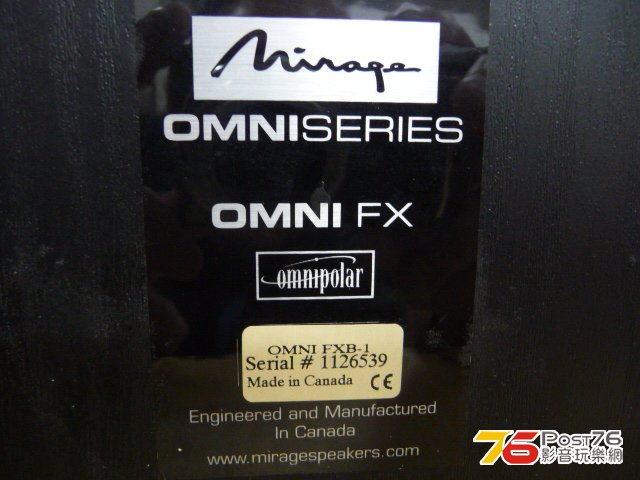 Mirage
OMNISERIES
OMNI FX
omnipolar
OMNI FXB-1
Serial # 1126539
Made in Canada CE
Engineered and Manufactured
In Canada
www.miragespeakers.com
76 Post76
影音玩樂網